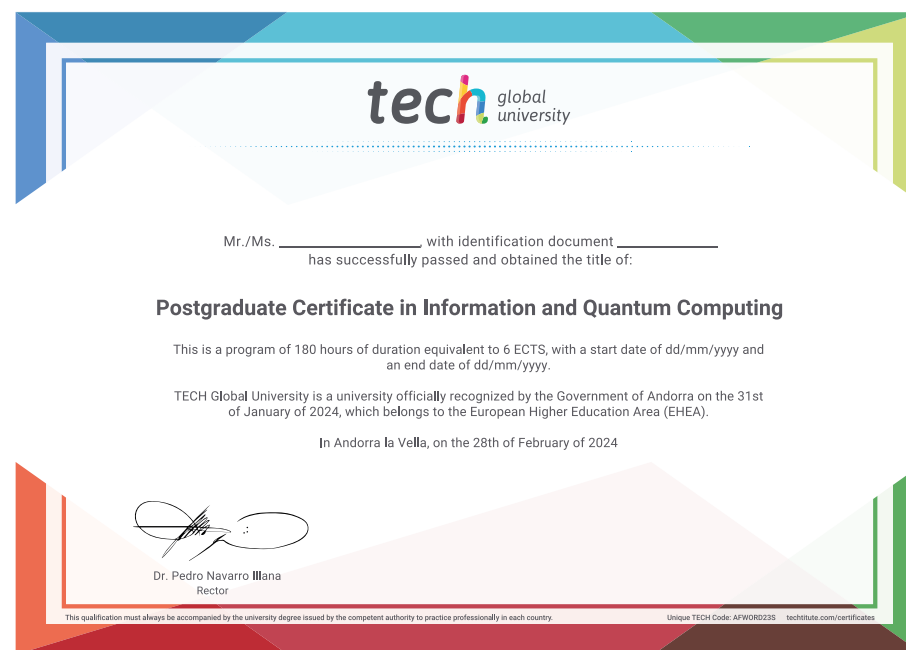 tech global university
Mr./Ms. ____________, with identification document ____________
has successfully passed and obtained the title of:
Postgraduate Certificate in Information and Quantum Computing
This is a program of 180 hours of duration equivalent to 6 ECTS, with a start date of dd/mm/yyyy and
an end date of dd/mm/yyyy.
TECH Global University is a university officially recognized by the Government of Andorra on the 31st
of January of 2024, which belongs to the European Higher Education Area (EHEA).
In Andorra la Vella, on the 28th of February of 2024
Dr. Pedro Navarro Illana
Rector
This qualification must always be accompanied by the university degree issued by the competent authority to practice professionally in each country.
Unique TECH Code: AFWORD23S techtitute.com/certificates